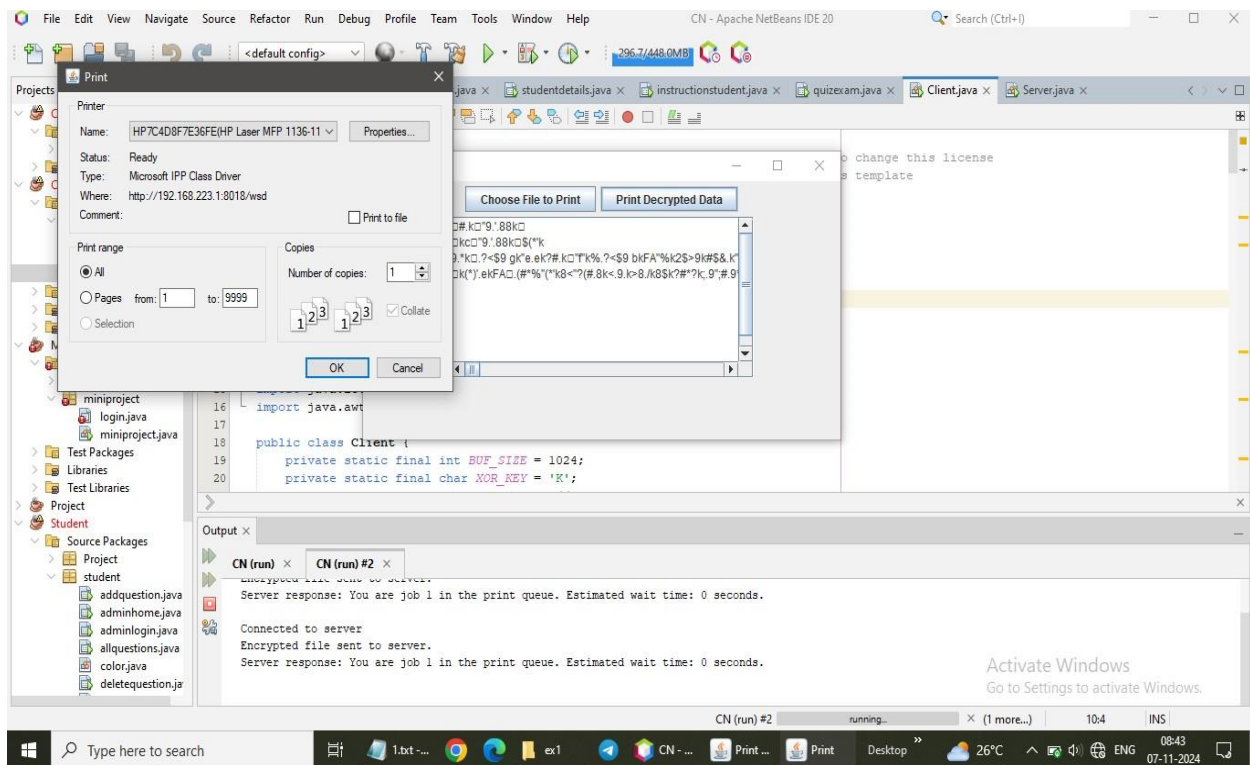 File Edit View Navigate Source Refactor Run Debug Profile Team Tools Window Help CN - Apache NetBeans IDE 20 Search (Ctrl+I)
<default config> 296.7/448.0MB
Print
Projects .java studentdetails.java instructionstudent.java quizexam.java Client.java Server.java
Printer
Name: HP7C4D8F7E36FE(HP Laser MFP 1136-11 Properties...
Status: Ready
Type: Microsoft IPP Class Driver
Where: http://192.168.223.1:8018/wsd
Comment: Print to file
Print range
All
Pages from: 1 to: 9999
Selection
Copies
Number of copies: 1
1 2 3 1 2 3 Collate
OK Cancel
change this license
template
Choose File to Print Print Decrypted Data
16 import java.awt
17
18 public class Client {
19 private static final int BUF_SIZE = 1024;
20 private static final char XOR_KEY = 'K';
miniproject
login.java
miniproject.java
Test Packages
Libraries
Test Libraries
Project
Student
Source Packages
Project
student
addquestion.java
adminhome.java
adminlogin.java
allquestions.java
color.java
deletequestion.ja
Output
CN (run) CN (run) #2
Encrypted file sent to server.
Server response: You are job 1 in the print queue. Estimated wait time: 0 seconds.
Connected to server
Encrypted file sent to server.
Server response: You are job 1 in the print queue. Estimated wait time: 0 seconds.
Activate Windows
Go to Settings to activate Windows.
CN (run) #2 running... (1 more...) 10:4 INS
Type here to search 1.txt -... ex1 CN - ... Print ... Print Desktop 26°C ENG 08:43
07-11-2024